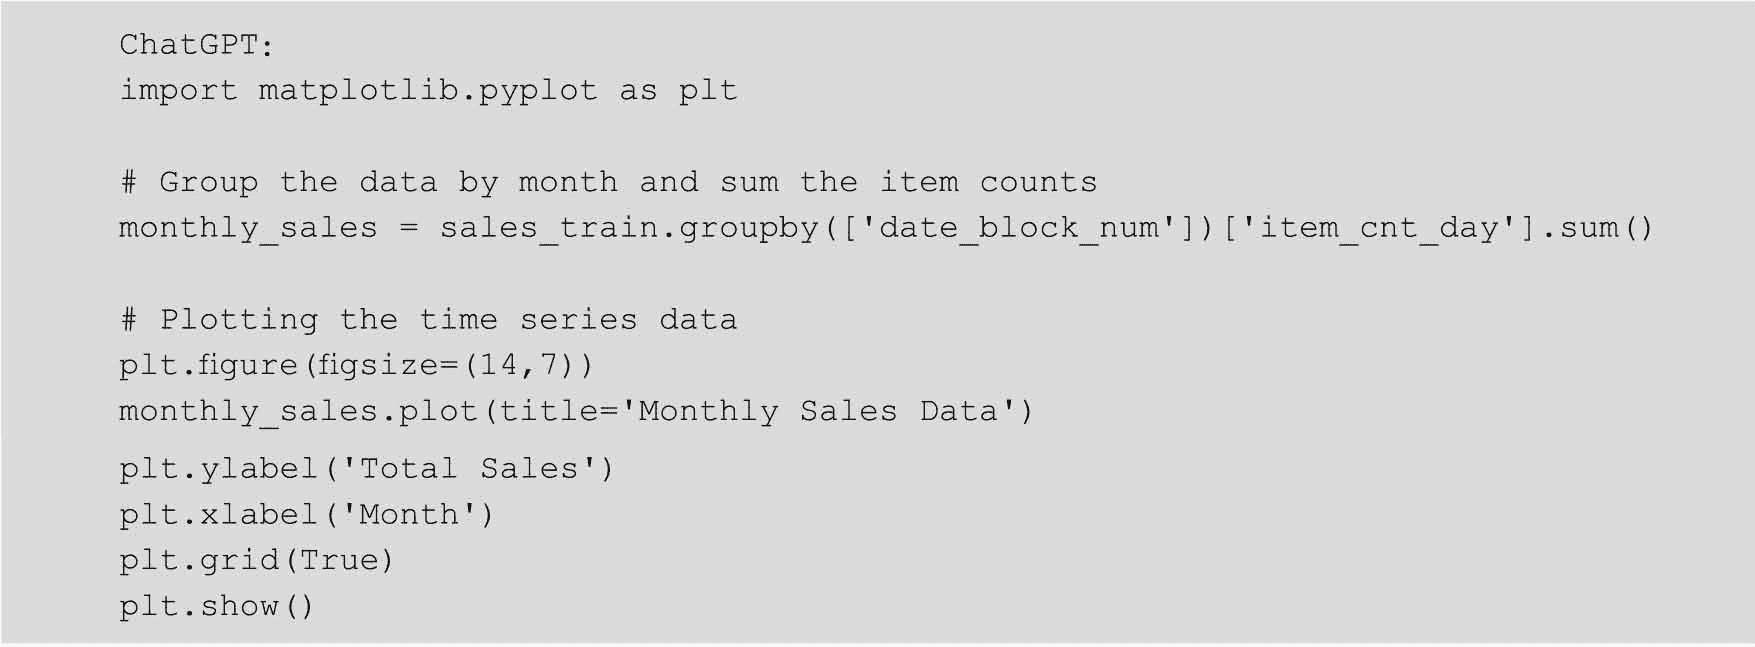 ChatGPT:
import matplotlib.pyplot as plt
# Group the data by month and sum the item counts
monthly_sales = sales_train.groupby(['date_block_num'])['item_cnt_day'].sum()
# Plotting the time series data
plt.figure(figsize=(14,7))
monthly_sales.plot(title='Monthly Sales Data')
plt.ylabel('Total Sales')
plt.xlabel('Month')
plt.grid(True)
plt.show()